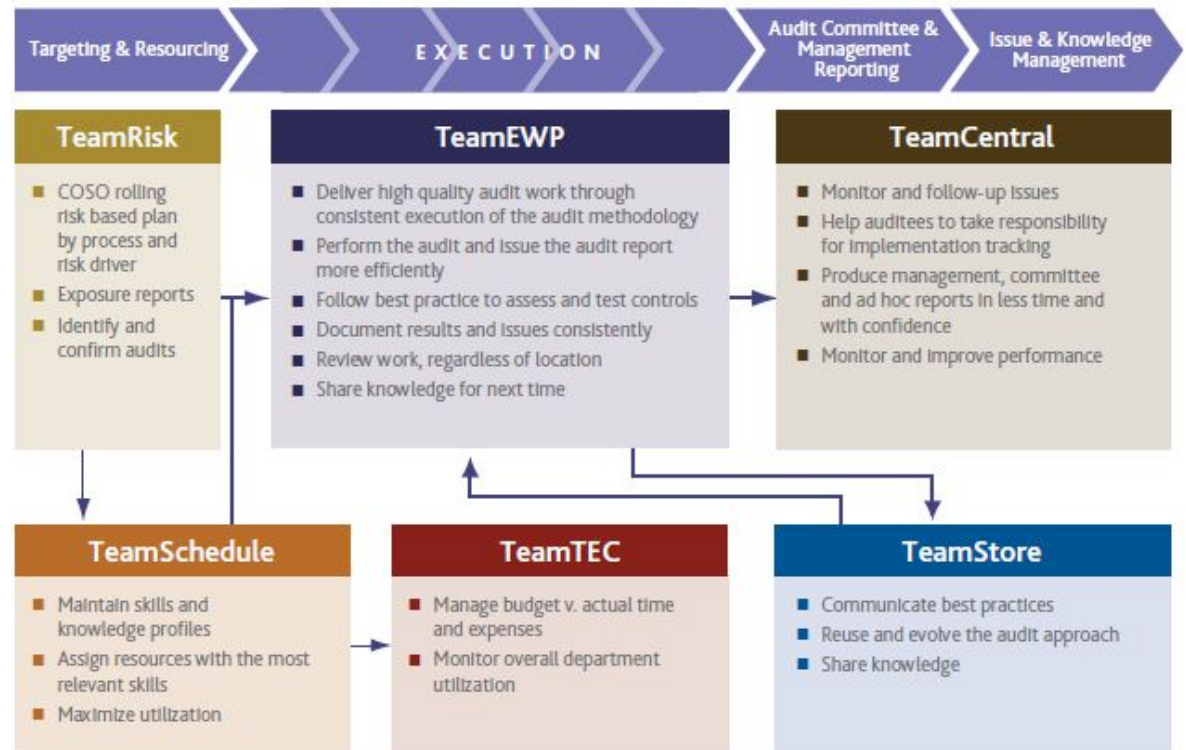 Targeting & Resourcing
EXECUTION
Audit Committee &
Management
Reporting
Issue & Knowledge
Management
TeamRisk
■ COSO rolling
risk based plan
by process and
risk driver
■ Exposure reports
■ Identify and
confirm audits
TeamEWP
■ Deliver high quality audit work through
consistent execution of the audit methodology
■ Perform the audit and issue the audit report
more efficiently
■ Follow best practice to assess and test controls
■ Document results and issues consistently
■ Review work, regardless of location
■ Share knowledge for next time
TeamCentral
■ Monitor and follow-up issues
■ Help auditees to take responsibility
for implementation tracking
■ Produce management, committee
and ad hoc reports in less time and
with confidence
■ Monitor and improve performance
TeamSchedule
■ Maintain skills and
knowledge profiles
■ Assign resources with the most
relevant skills
■ Maximize utilization
TeamTEC
■ Manage budget v. actual time
and expenses
■ Monitor overall department
utilization
TeamStore
■ Communicate best practices
■ Reuse and evolve the audit approach
■ Share knowledge